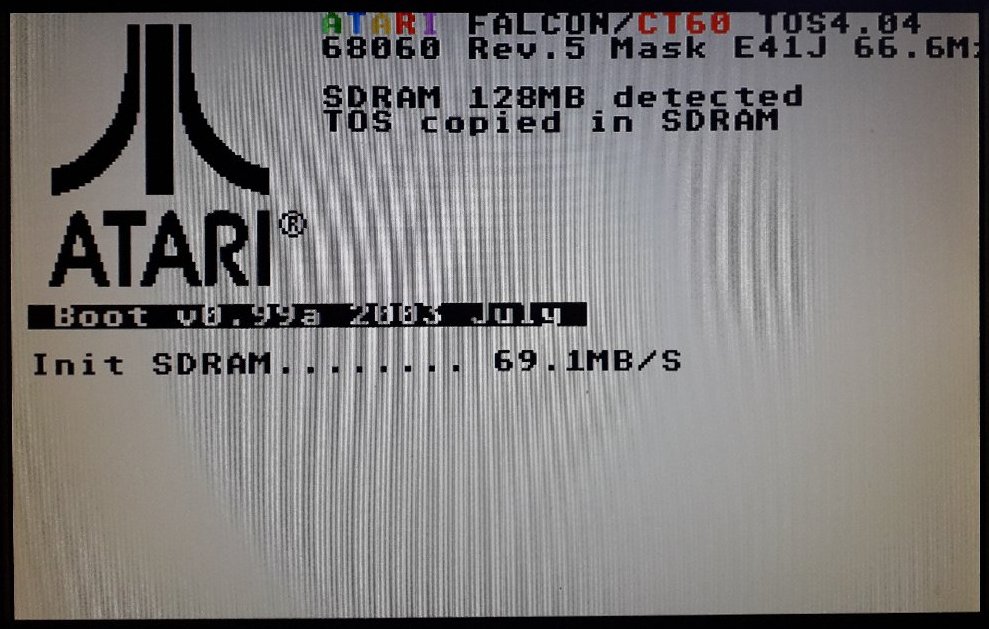 ATARI FALCON/CT60 TOS4.04
68060 Rev.5 Mask E41J 66.6M
SDRAM 128MB detected
TOS copied in SDRAM
ATARI®
Boot v0.99a 2003 July
Init SDRAM........ 69.1MB/S